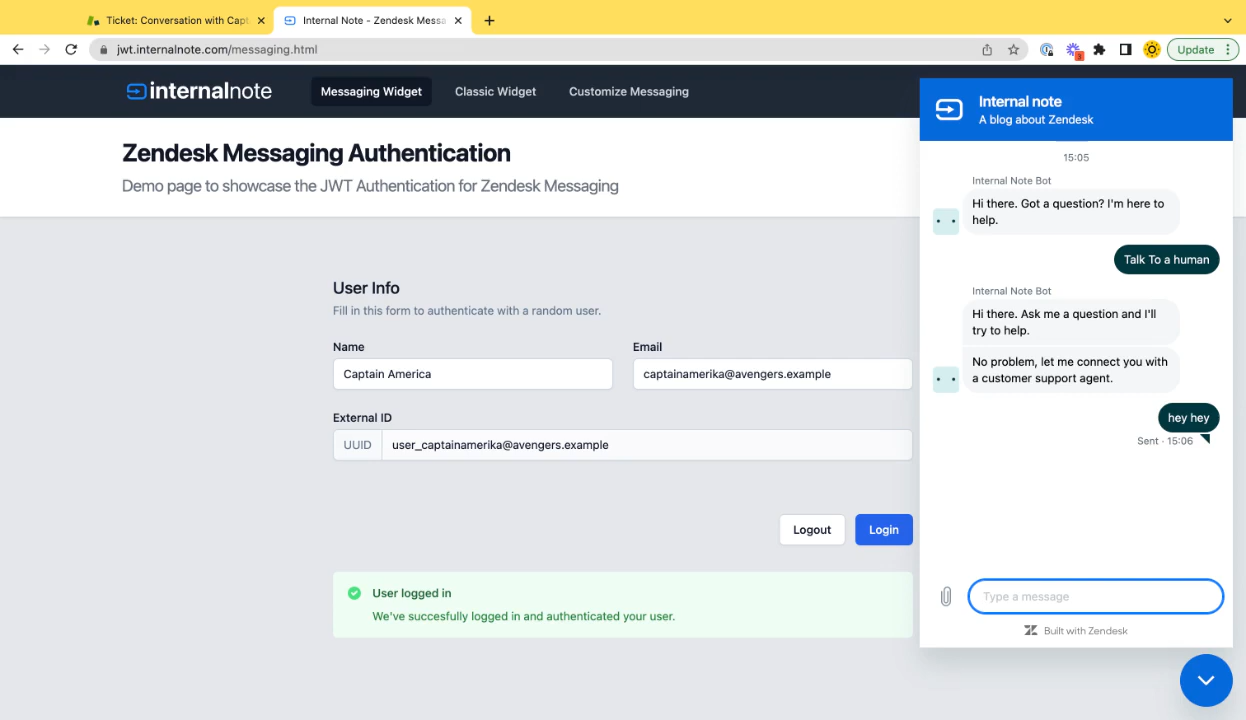 Ticket: Conversation with Capt
Internal Note - Zendesk Messa
jwt.internalnote.com/messaging.html
3
Update
internalnote
Messaging Widget
Classic Widget
Customize Messaging
Zendesk Messaging Authentication
Demo page to showcase the JWT Authentication for Zendesk Messaging
User Info
Fill in this form to authenticate with a random user.
Name
Email
Captain America
captainamerika@avengers.example
External ID
UUID
user_captainamerika@avengers.example
Logout
Login
User logged in
We've succesfully logged in and authenticated your user.
Internal note
A blog about Zendesk
15:05
Internal Note Bot
Hi there. Got a question? I'm here to
help.
Talk To a human
Internal Note Bot
Hi there. Ask me a question and I'll
try to help.
No problem, let me connect you with
a customer support agent.
hey hey
Sent · 15:06
Type a message
Built with Zendesk